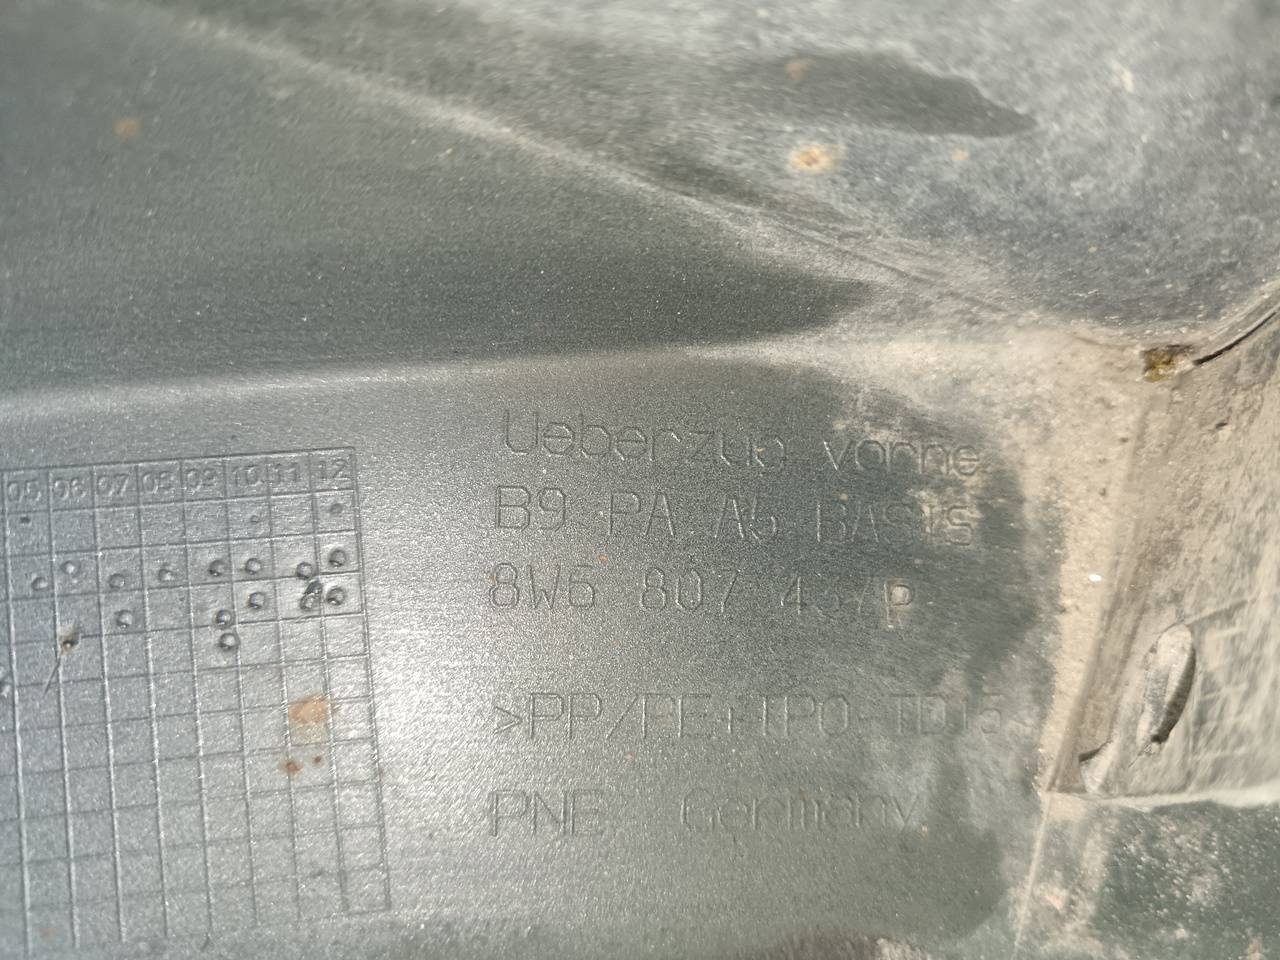 Ueberzug vorne
05 06 07 08 09 10 11 12
B9 PA A5 BASIS
8W6 807 437 P
>PP/PE+TPO-TD15
PNE Germany